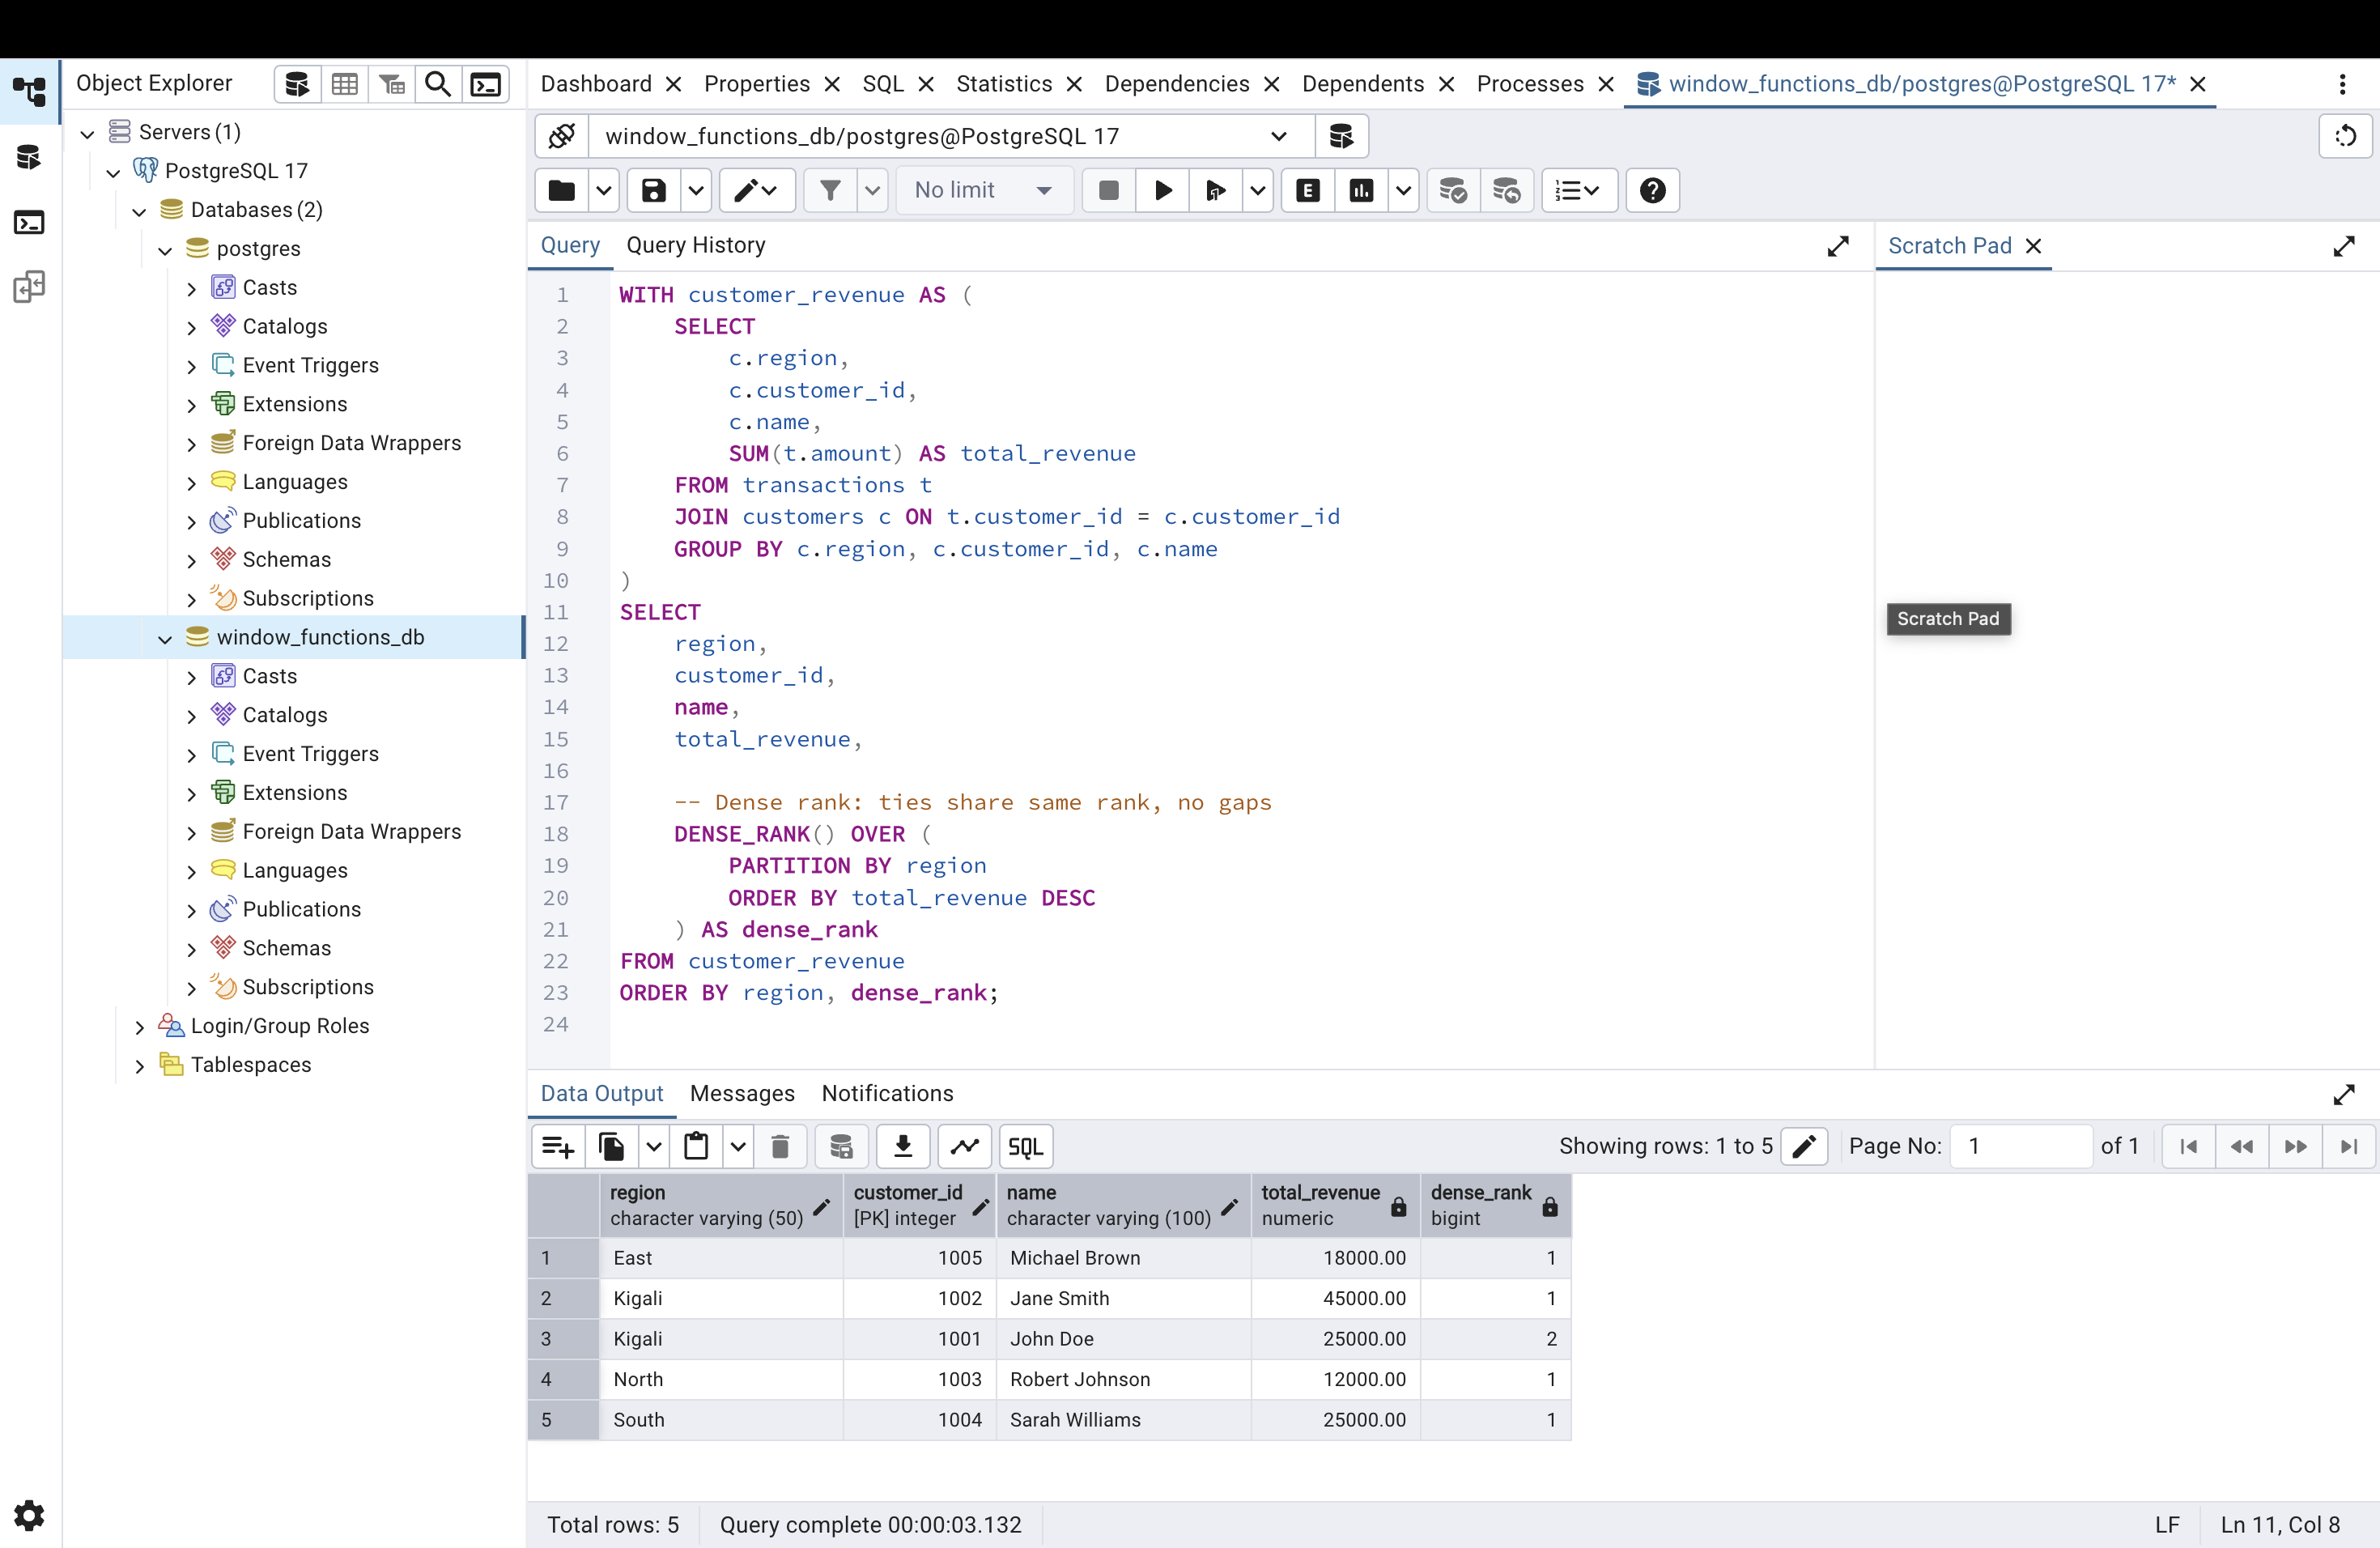 Object Explorer
Dashboard Properties SQL Statistics Dependencies Dependents Processes window_functions_db/postgres@PostgreSQL 17*
Servers (1)
PostgreSQL 17
Databases (2)
postgres
Casts
Catalogs
Event Triggers
Extensions
Foreign Data Wrappers
Languages
Publications
Schemas
Subscriptions
window_functions_db
Casts
Catalogs
Event Triggers
Extensions
Foreign Data Wrappers
Languages
Publications
Schemas
Subscriptions
Login/Group Roles
Tablespaces
window_functions_db/postgres@PostgreSQL 17
No limit
E
Query Query History
Scratch Pad
1 WITH customer_revenue AS (
2 SELECT
3 c.region,
4 c.customer_id,
5 c.name,
6 SUM(t.amount) AS total_revenue
7 FROM transactions t
8 JOIN customers c ON t.customer_id = c.customer_id
9 GROUP BY c.region, c.customer_id, c.name
10 )
11 SELECT
12 region,
13 customer_id,
14 name,
15 total_revenue,
16
17 -- Dense rank: ties share same rank, no gaps
18 DENSE_RANK() OVER (
19 PARTITION BY region
20 ORDER BY total_revenue DESC
21 ) AS dense_rank
22 FROM customer_revenue
23 ORDER BY region, dense_rank;
24
Scratch Pad
Data Output Messages Notifications
SQL
Showing rows: 1 to 5 Page No: 1 of 1
region customer_id name total_revenue dense_rank
character varying (50) [PK] integer character varying (100) numeric bigint
1 East 1005 Michael Brown 18000.00 1
2 Kigali 1002 Jane Smith 45000.00 1
3 Kigali 1001 John Doe 25000.00 2
4 North 1003 Robert Johnson 12000.00 1
5 South 1004 Sarah Williams 25000.00 1
Total rows: 5 Query complete 00:00:03.132 LF Ln 11, Col 8